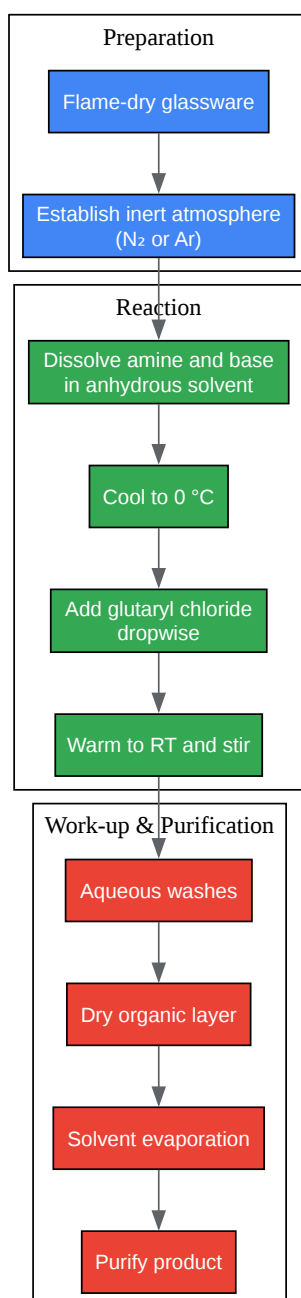 Preparation
Flame-dry glassware
Establish inert atmosphere
(N₂ or Ar)
Reaction
Dissolve amine and base
in anhydrous solvent
Cool to 0 °C
Add glutaryl chloride
dropwise
Warm to RT and stir
Work-up & Purification
Aqueous washes
Dry organic layer
Solvent evaporation
Purify product